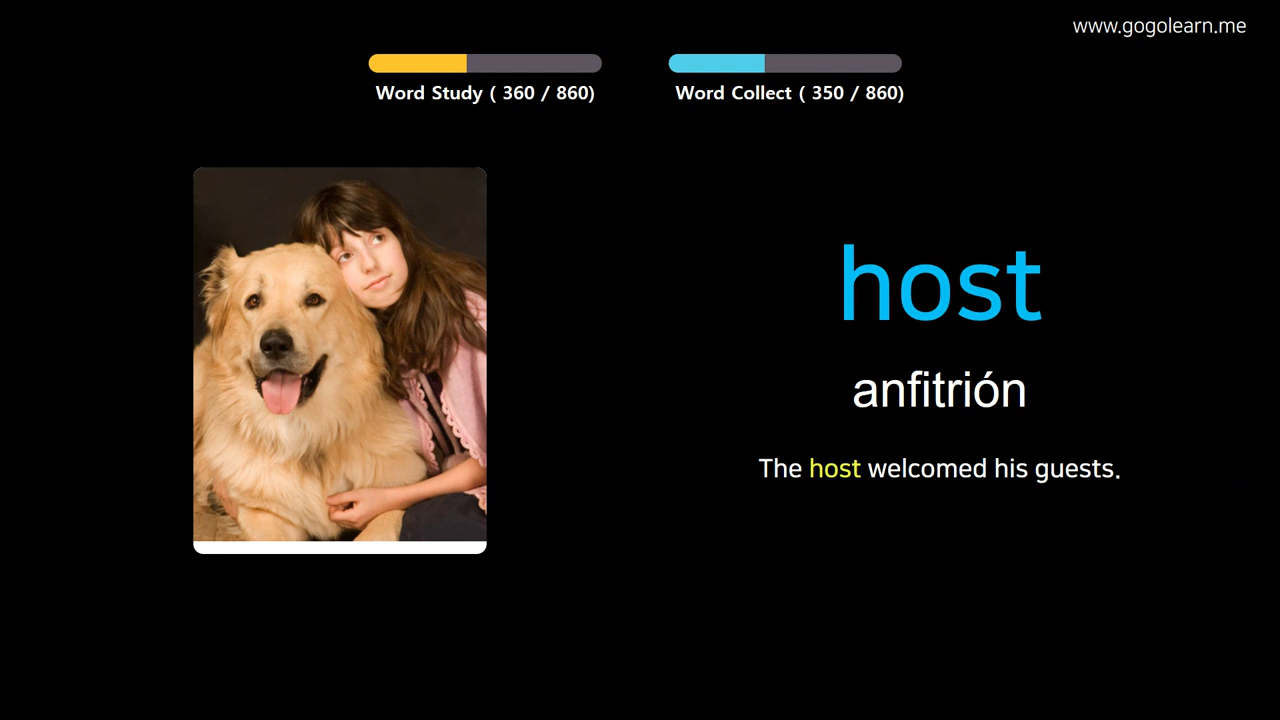 www.gogolearn.me
Word Study ( 360 / 860)
Word Collect ( 350 / 860)
host
anfitrión
The host welcomed his guests.